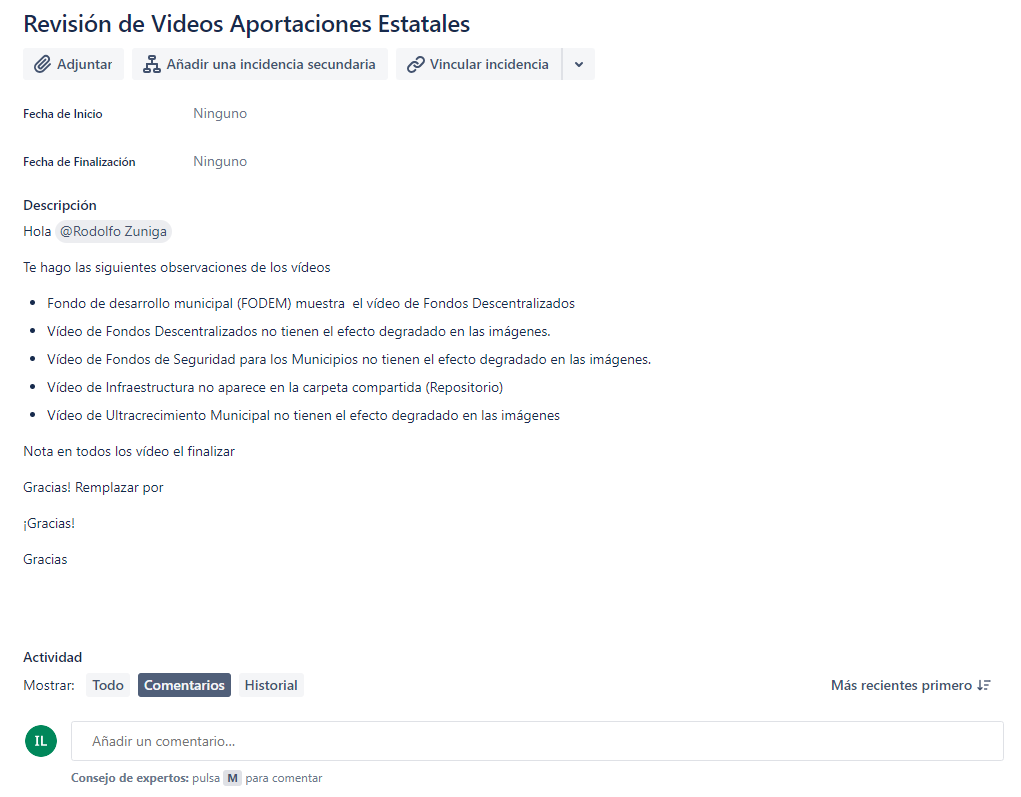 Revisión de Videos Aportaciones Estatales
Adjuntar Añadir una incidencia secundaria Vincular incidencia
Fecha de Inicio Ninguno
Fecha de Finalización Ninguno
Descripción
Hola @Rodolfo Zuniga
Te hago las siguientes observaciones de los vídeos
• Fondo de desarrollo municipal (FODEM) muestra  el vídeo de Fondos Descentralizados
• Vídeo de Fondos Descentralizados no tienen el efecto degradado en las imágenes.
• Vídeo de Fondos de Seguridad para los Municipios no tienen el efecto degradado en las imágenes.
• Vídeo de Infraestructura no aparece en la carpeta compartida (Repositorio)
• Vídeo de Ultracrecimiento Municipal no tienen el efecto degradado en las imágenes
Nota en todos los vídeo el finalizar
Gracias! Remplazar por
¡Gracias!
Gracias
Actividad
Mostrar: Todo Comentarios Historial Más recientes primero
IL Añadir un comentario...
Consejo de expertos: pulsa M para comentar